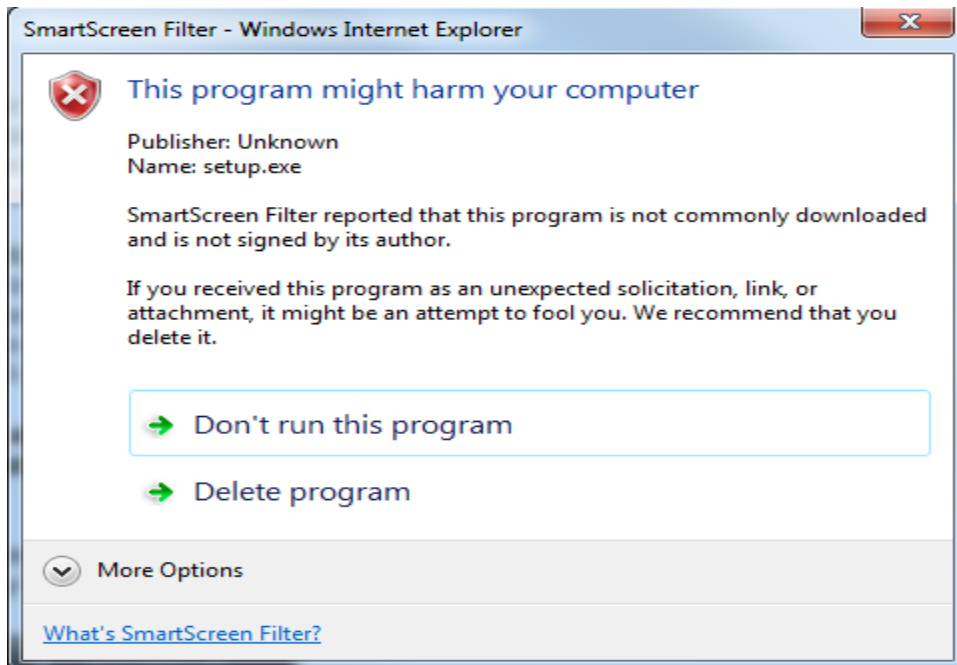 SmartScreen Filter - Windows Internet Explorer
This program might harm your computer
Publisher: Unknown
Name: setup.exe
SmartScreen Filter reported that this program is not commonly downloaded
and is not signed by its author.
If you received this program as an unexpected solicitation, link, or
attachment, it might be an attempt to fool you. We recommend that you
delete it.
Don't run this program
Delete program
More Options
What's SmartScreen Filter?